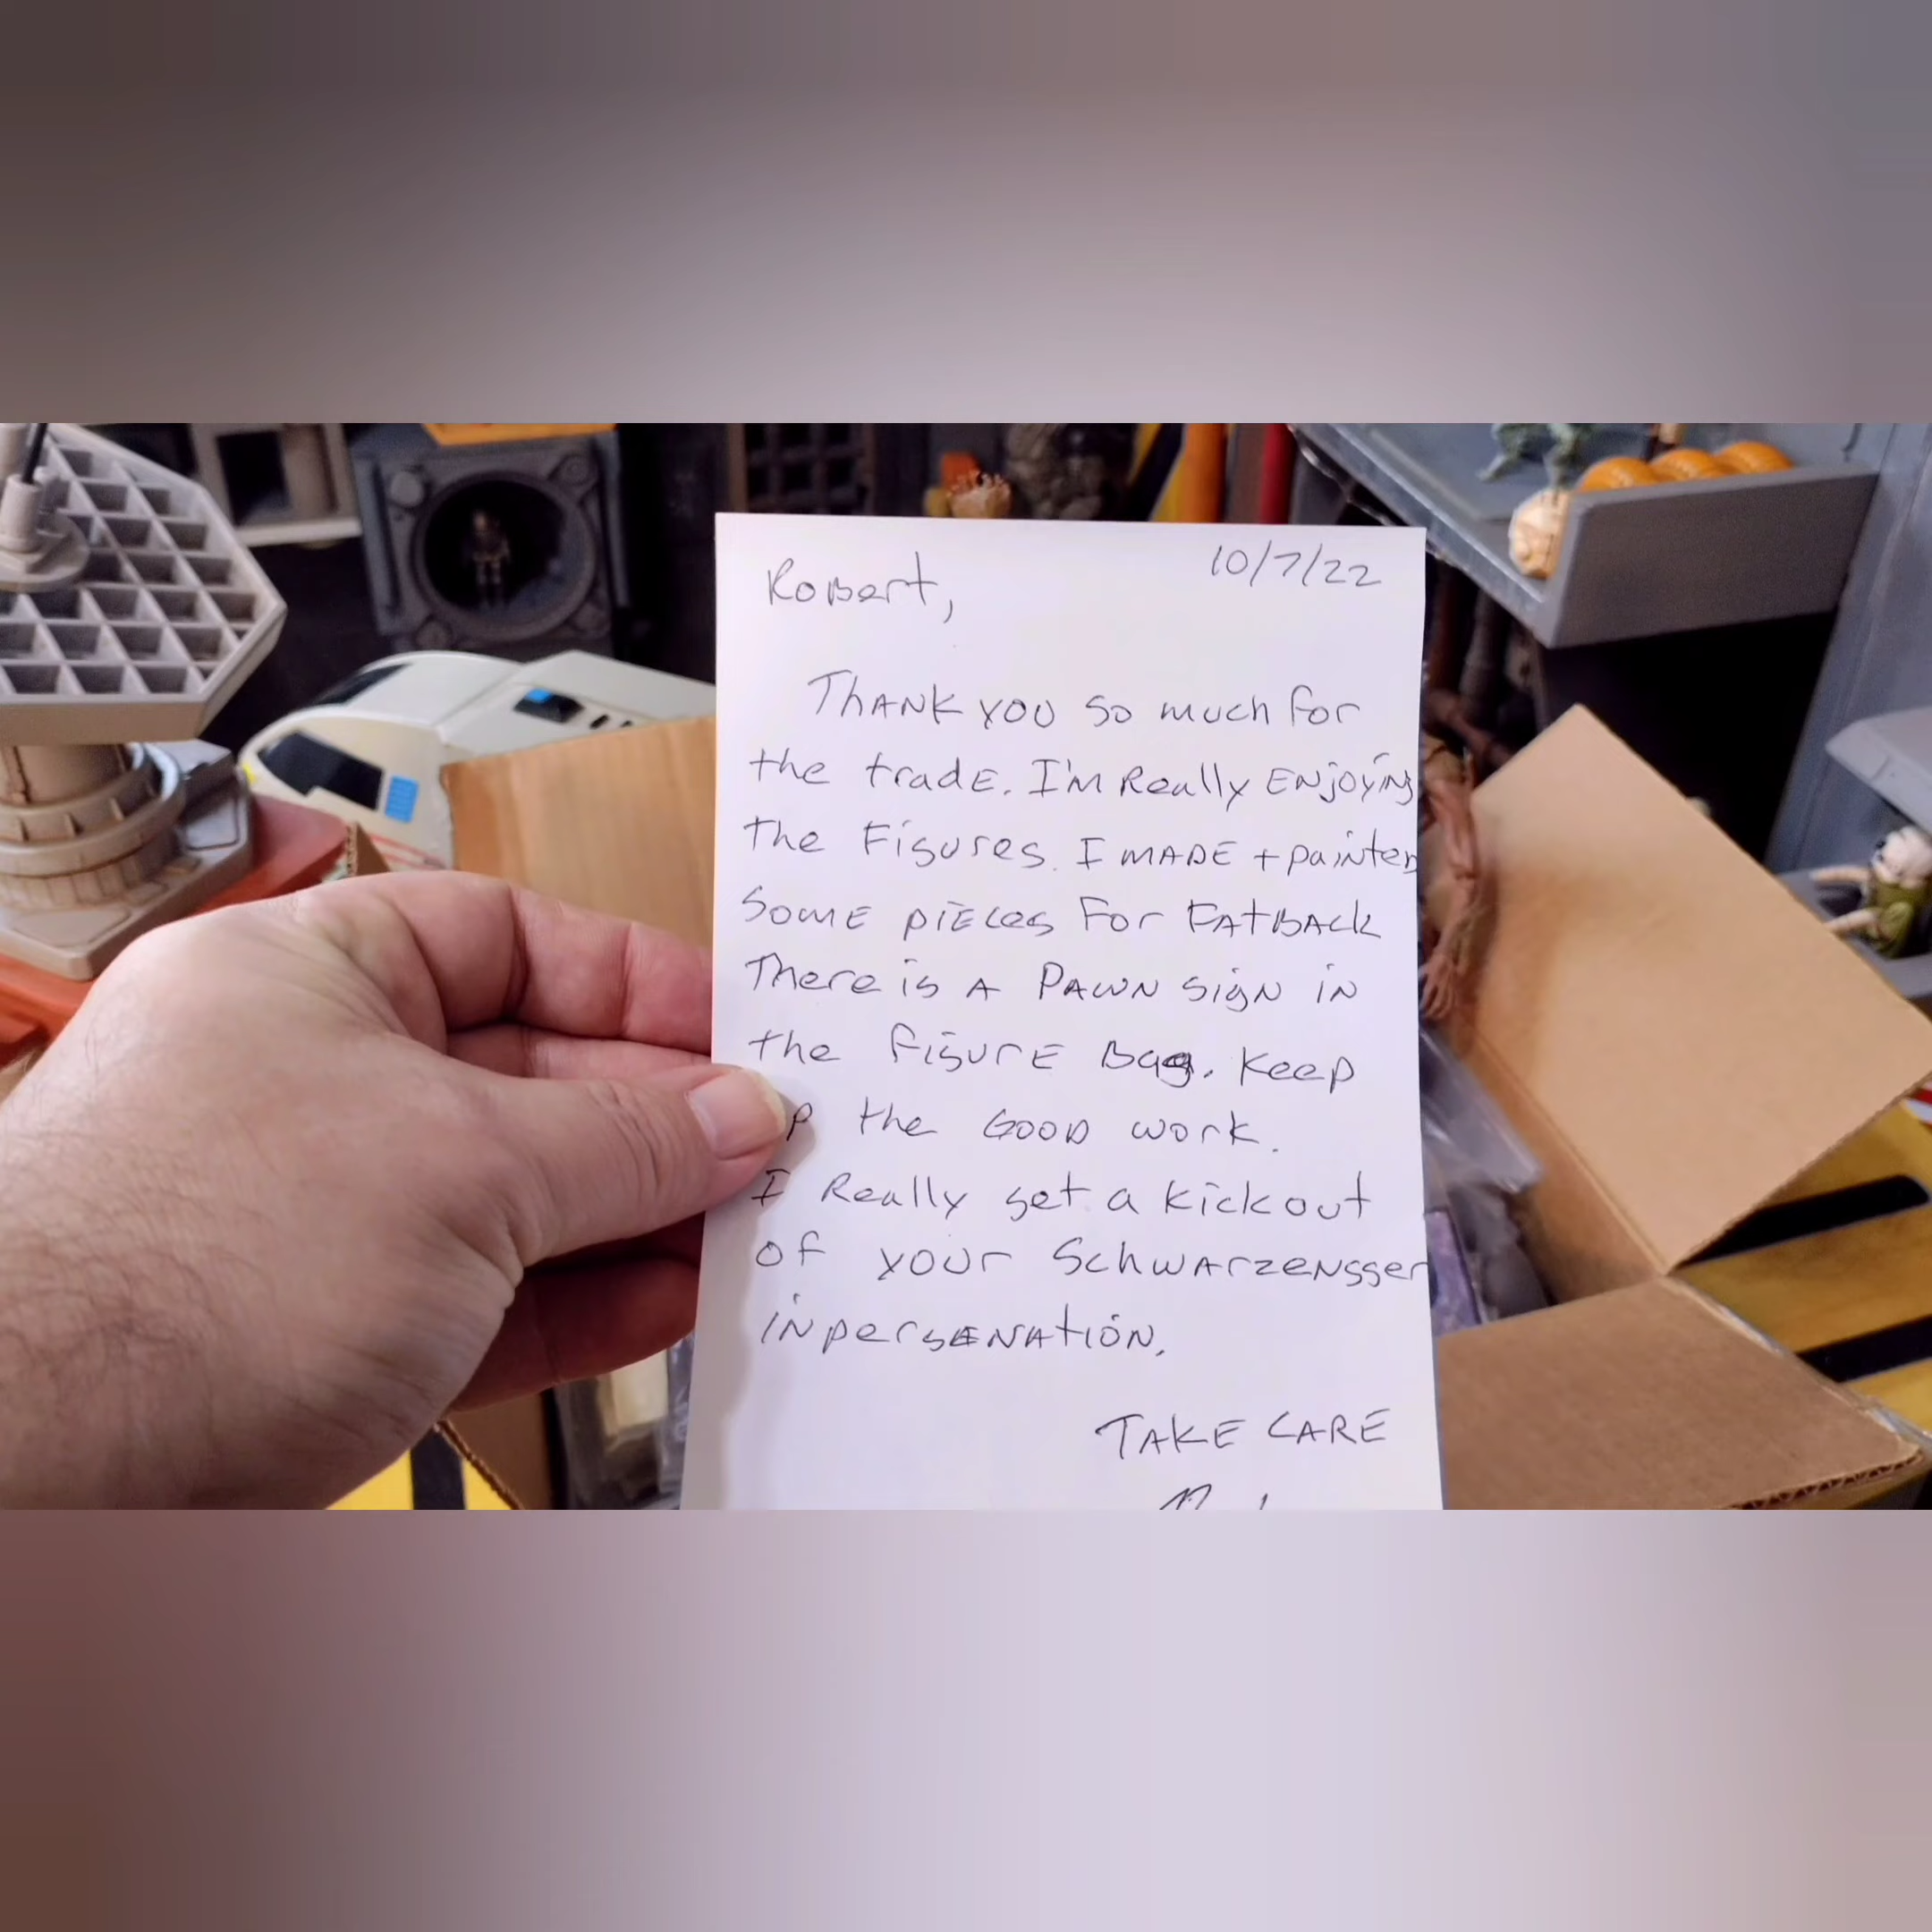 Robert, 10/7/22
THANK YOU so much for
the tradE. I'm Really ENjoying
the Figures. I MADE + painted
Some piEces For FATBACK
There is A PAWN sign in
the figurE Bag. Keep
the GOOD work.
I Really get a kick out
of your Schwarzenegger
inpersenation.
TAKE CARE